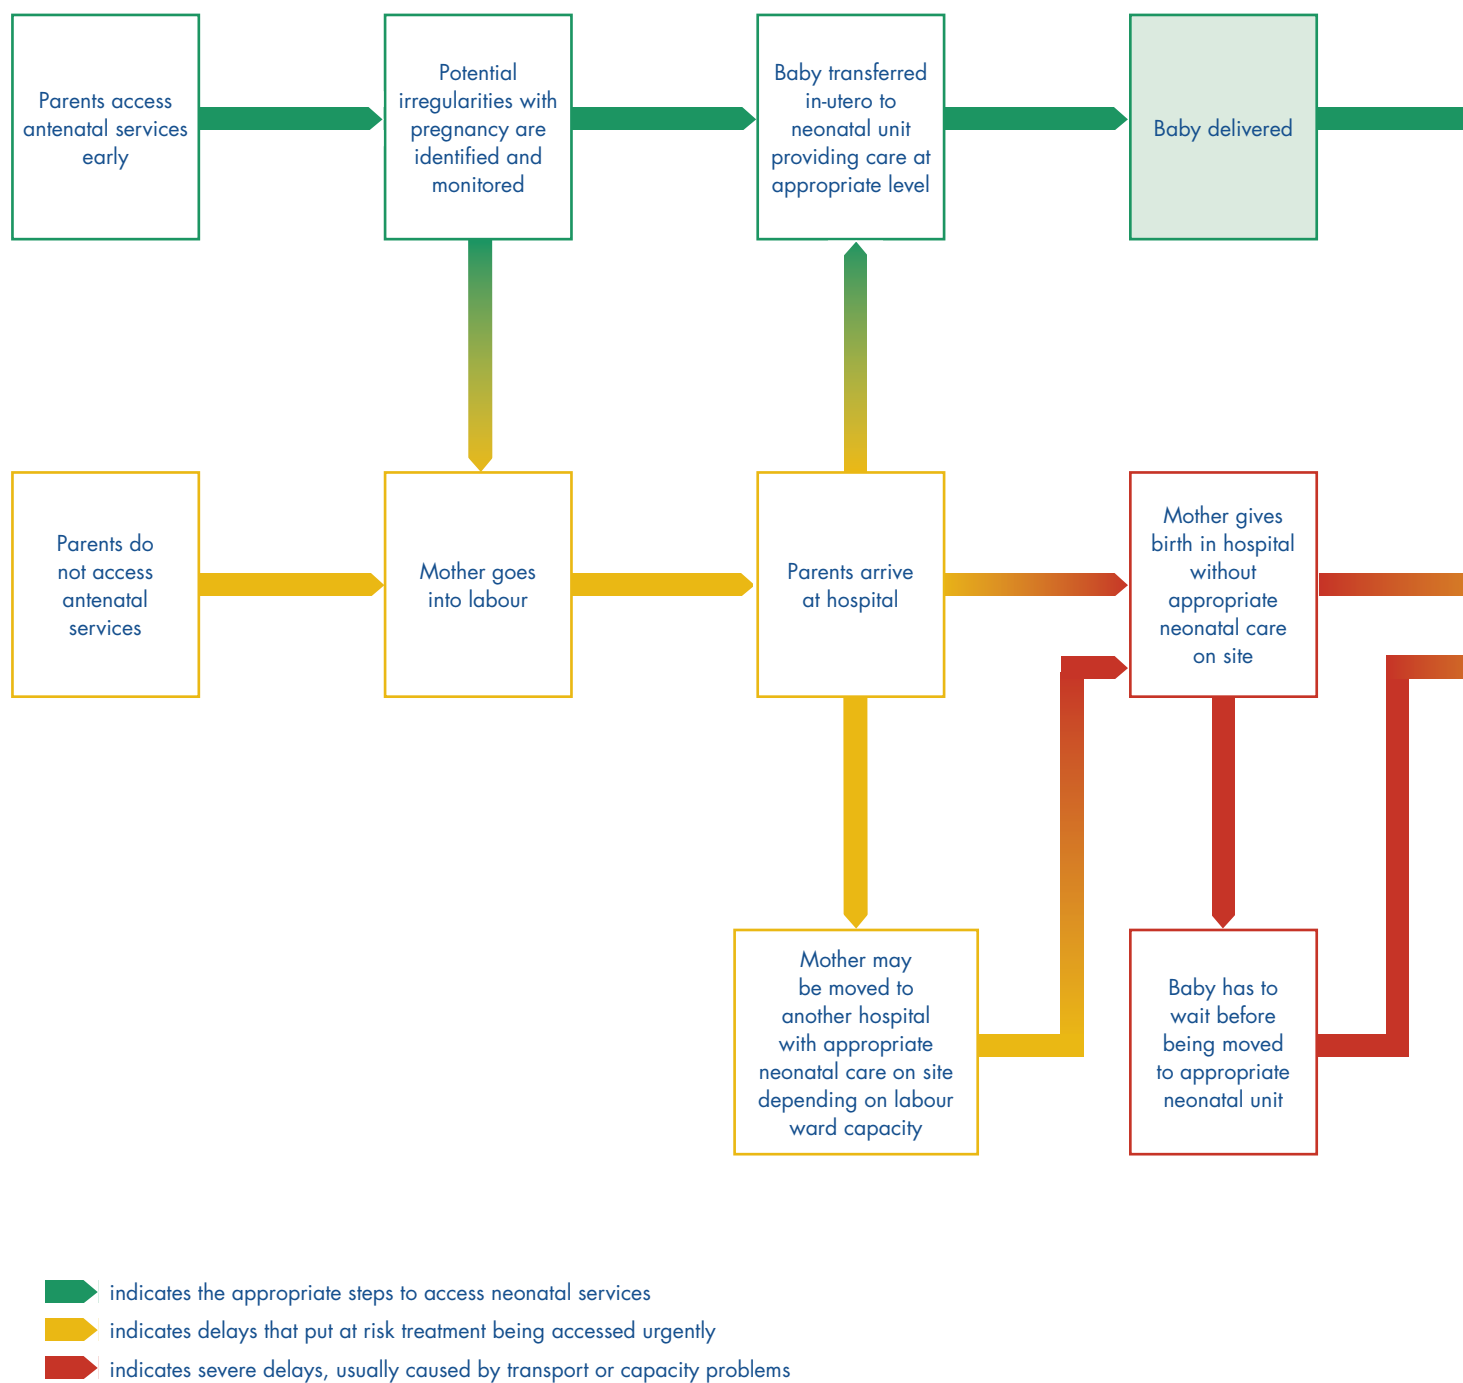 Parents access
antenatal services
early
Potential
irregularities with
pregnancy are
identified and
monitored
Baby transferred
in-utero to
neonatal unit
providing care at
appropriate level
Baby delivered
Parents do
not access
antenatal
services
Mother goes
into labour
Parents arrive
at hospital
Mother gives
birth in hospital
without
appropriate
neonatal care
on site
Mother may
be moved to
another hospital
with appropriate
neonatal care on site
depending on labour
ward capacity
Baby has to
wait before
being moved
to appropriate
neonatal unit
indicates the appropriate steps to access neonatal services
indicates delays that put at risk treatment being accessed urgently
indicates severe delays, usually caused by transport or capacity problems